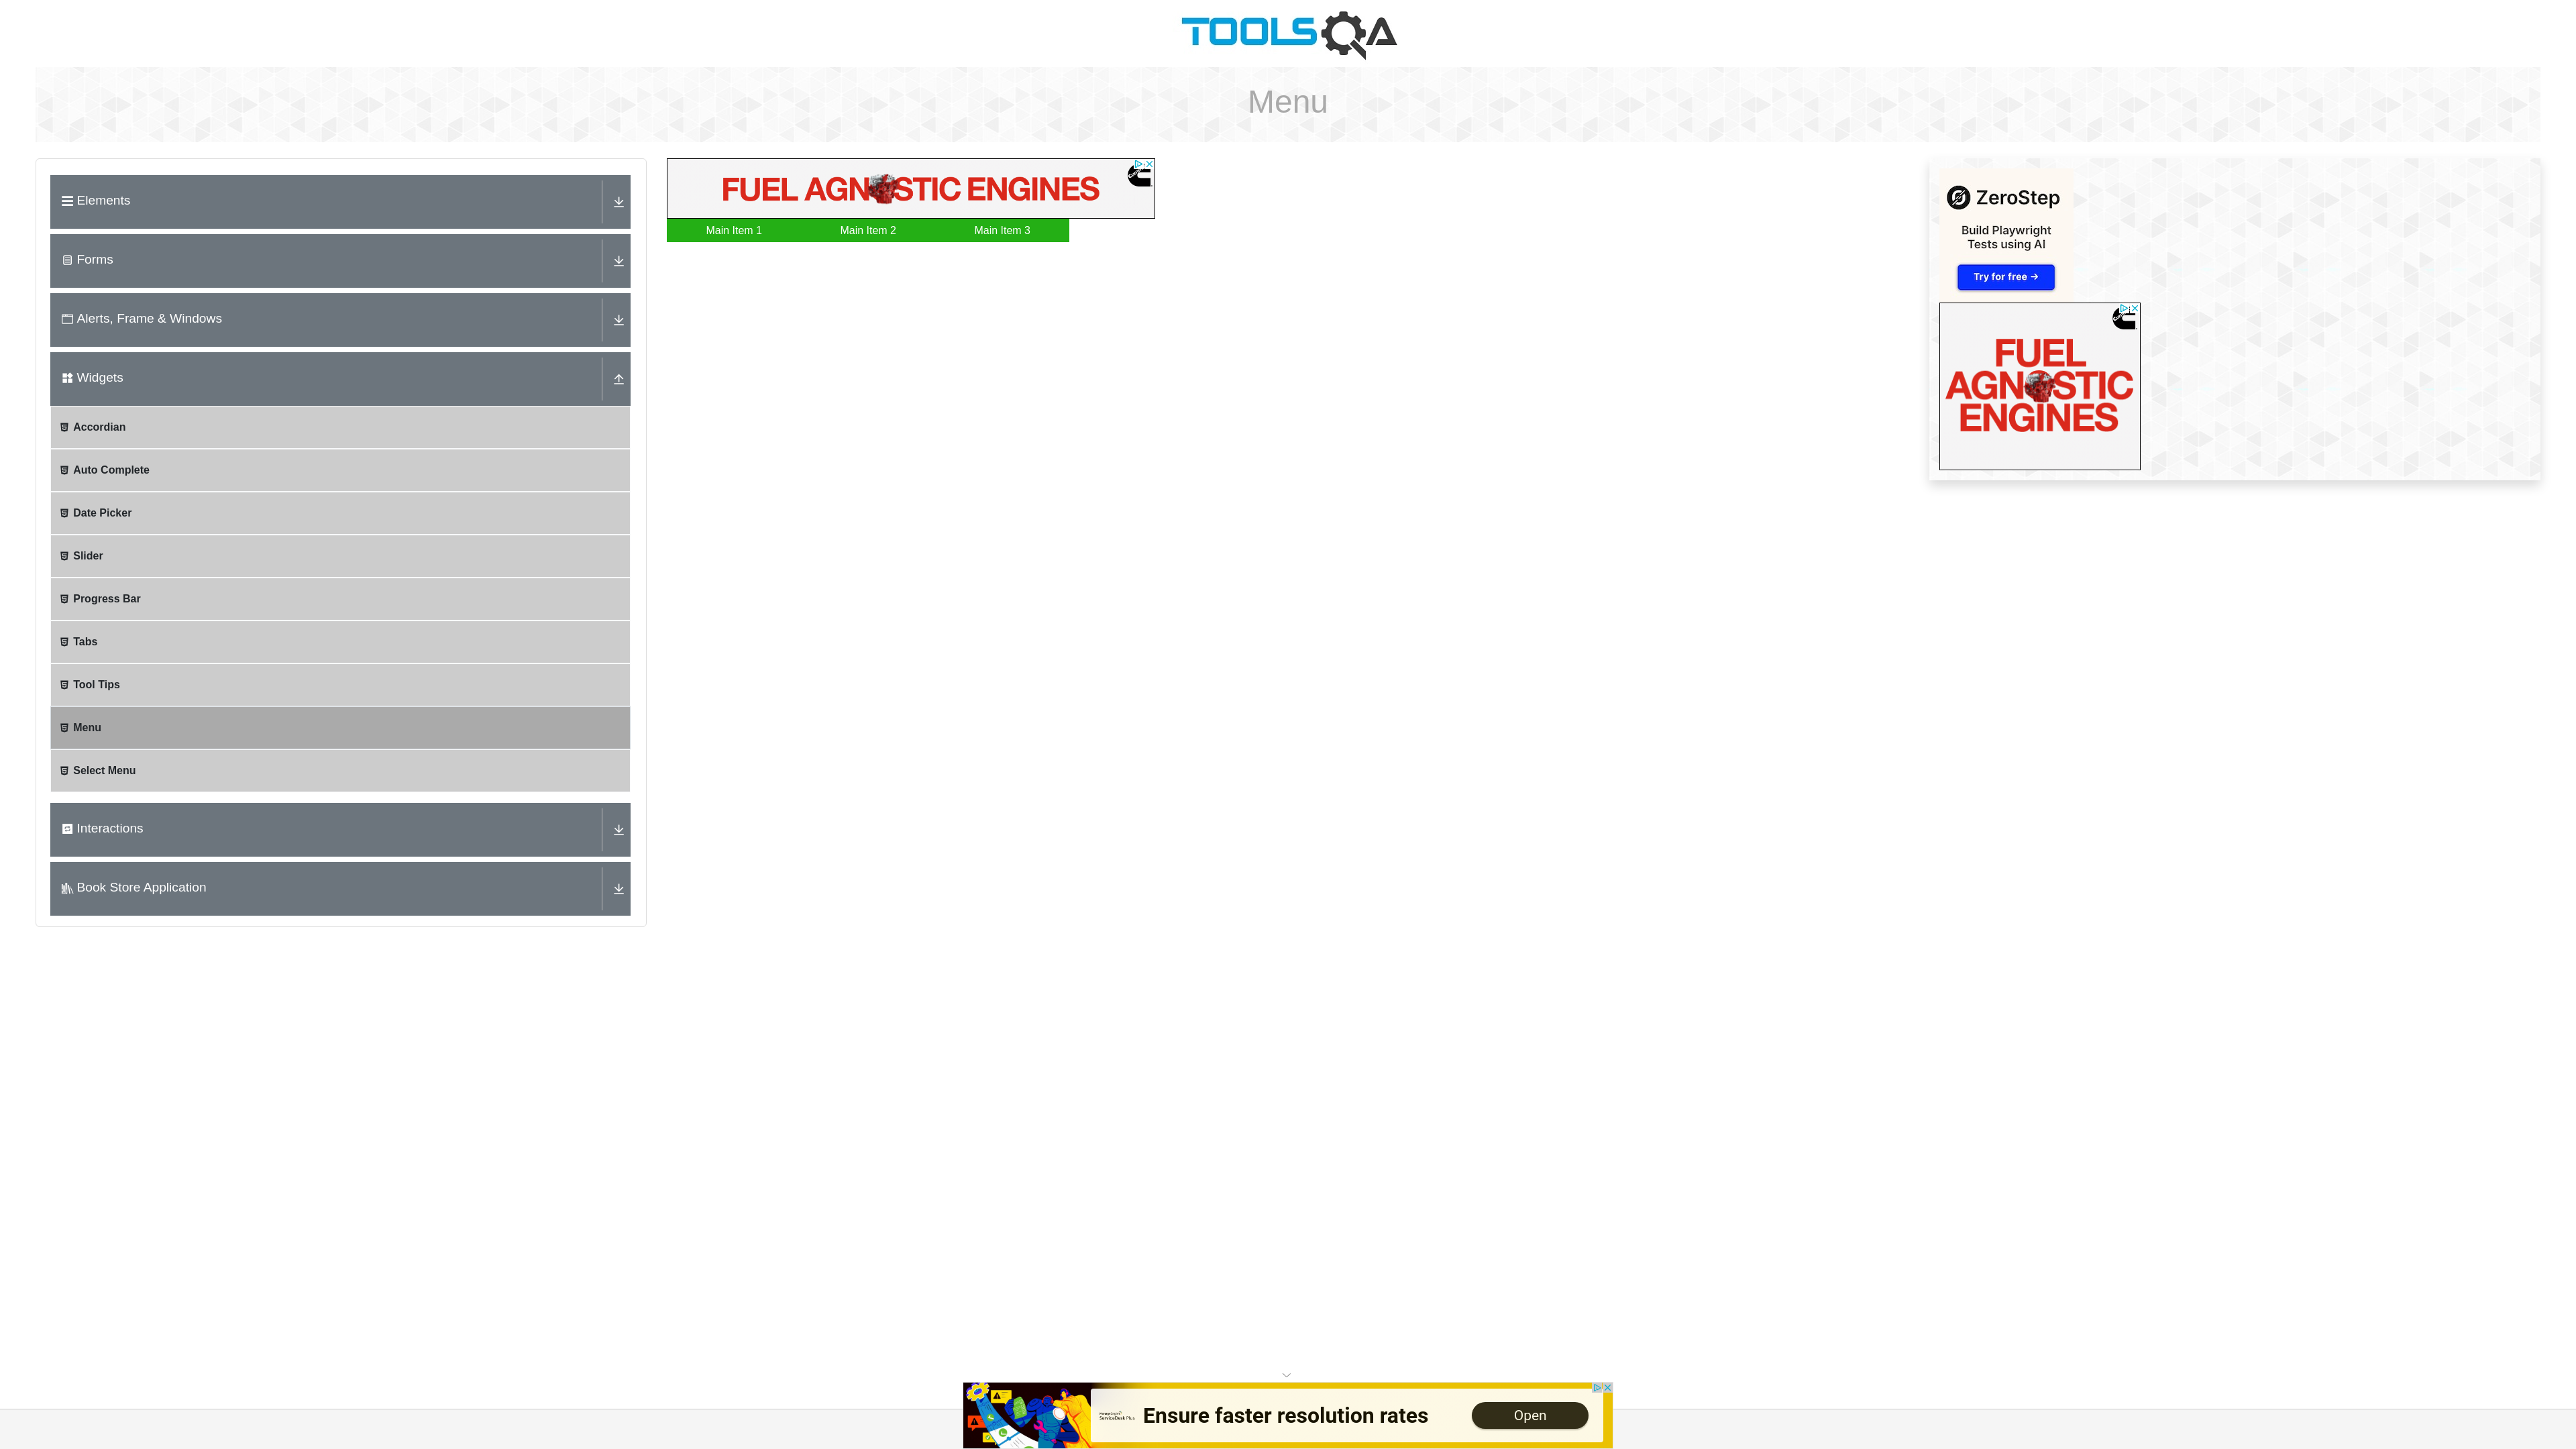 TOOLSQA
Menu
Elements
Forms
Alerts, Frame & Windows
Widgets
Accordian
Auto Complete
Date Picker
Slider
Progress Bar
Tabs
Tool Tips
Menu
Select Menu
Interactions
Book Store Application
FUEL AGNOSTIC ENGINES
Main Item 1
Main Item 2
Main Item 3
ZeroStep
Build Playwright
Tests using AI
Try for free →
FUEL
AGNOSTIC
ENGINES
ServiceDesk Plus
Ensure faster resolution rates
Open